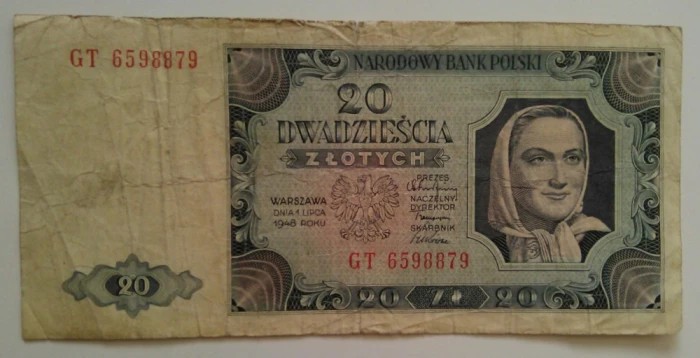 GT 6598879
NARODOWY BANK POLSKI
20
DWADZIEŚCIA
ZŁOTYCH
WARSZAWA
DNIA 1 LIPCA
1948 ROKU
PREZES
NACZELNY
DYREKTOR
SKARBNIK
GT 6598879
20
20 ZŁ 20